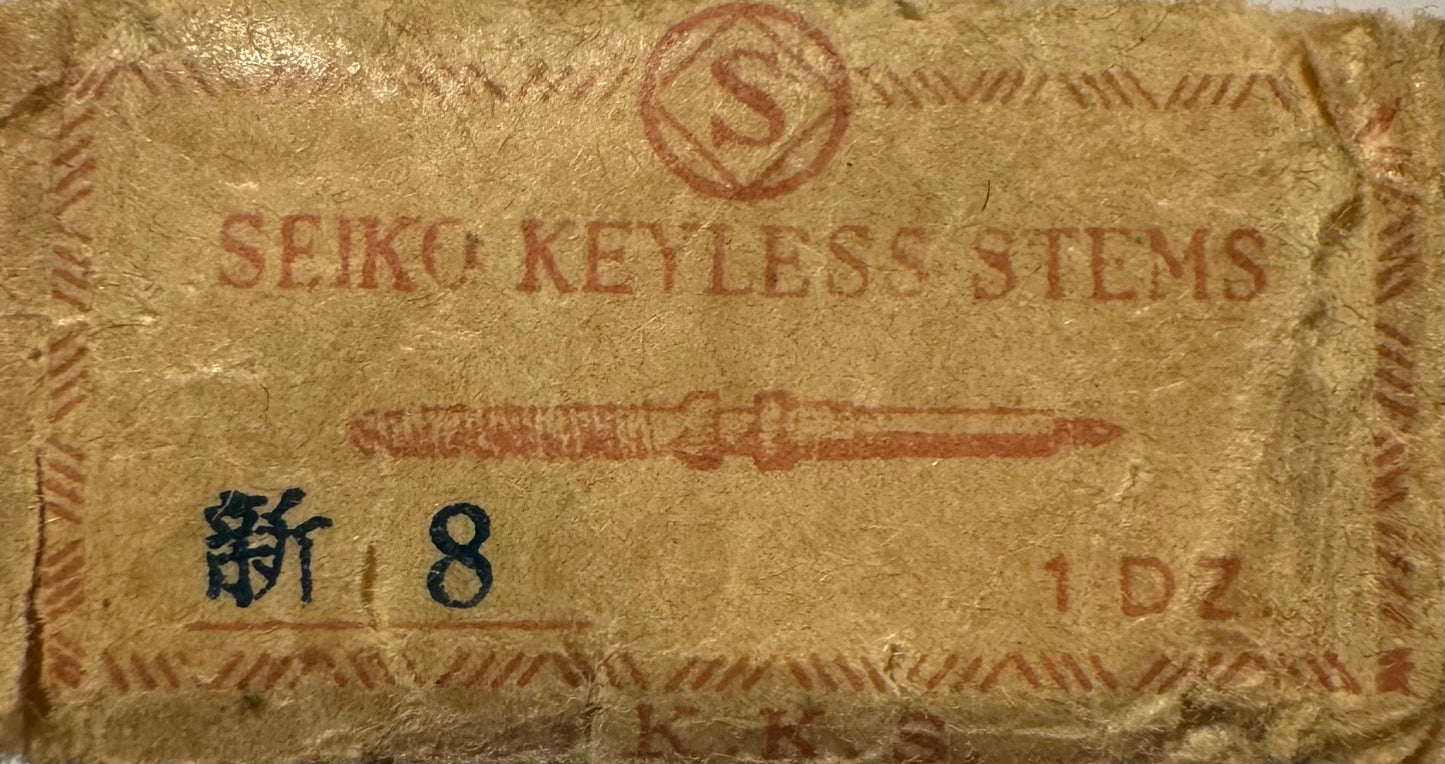 S
SEIKO KEYLESS STEMS
新 8 1 DZ.
K.K.S